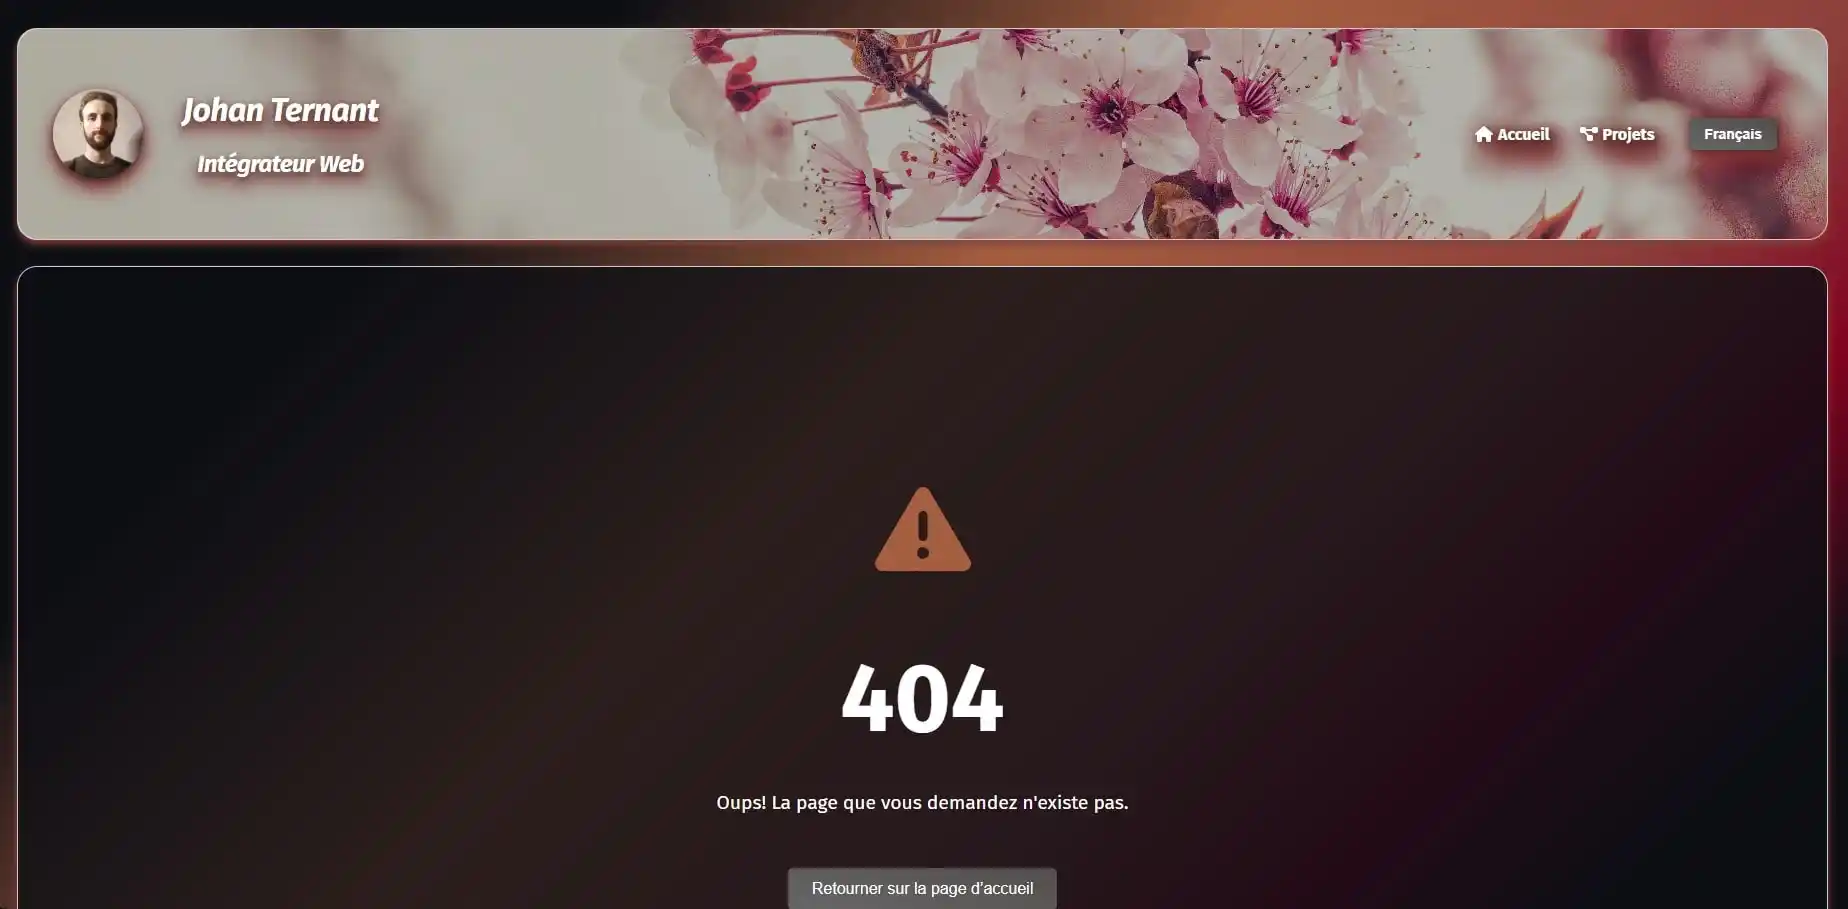 Johan Ternant
Intégrateur Web
Accueil
Projets
Français
404
Oups! La page que vous demandez n'existe pas.
Retourner sur la page d'accueil